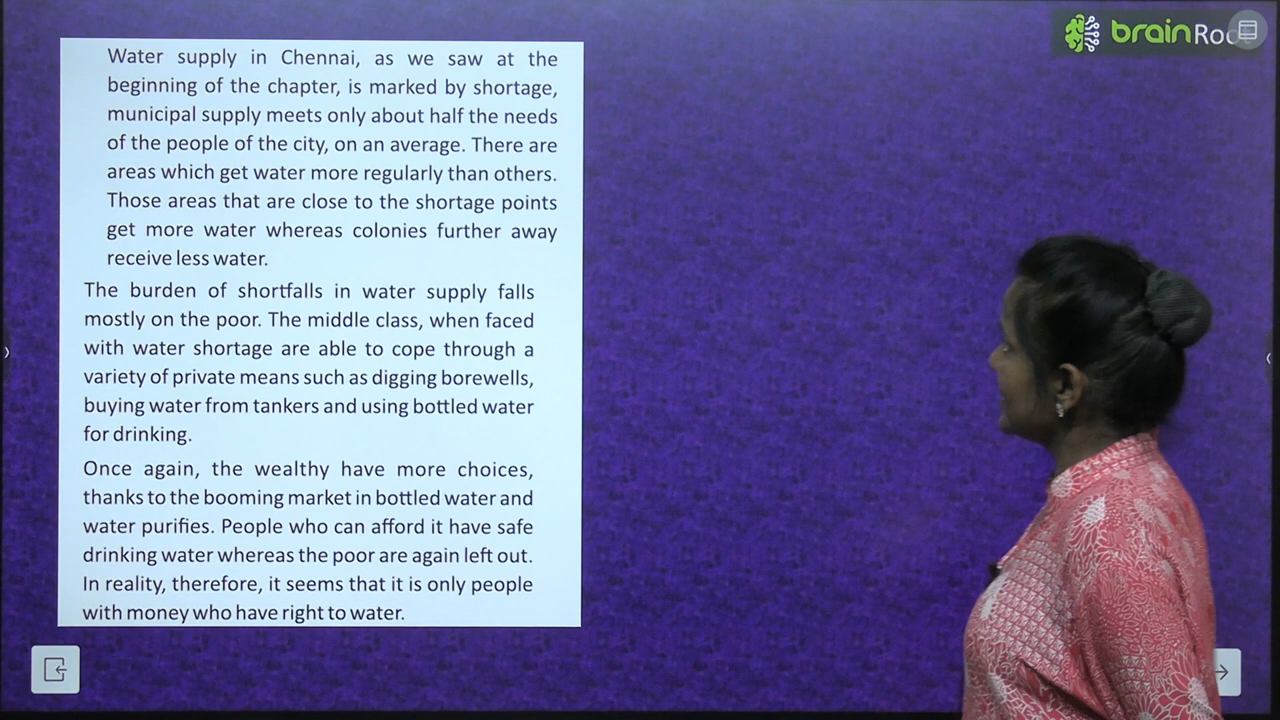 brainRoo
Water supply in Chennai, as we saw at the
beginning of the chapter, is marked by shortage,
municipal supply meets only about half the needs
of the people of the city, on an average. There are
areas which get water more regularly than others.
Those areas that are close to the shortage points
get more water whereas colonies further away
receive less water.
The burden of shortfalls in water supply falls
mostly on the poor. The middle class, when faced
with water shortage are able to cope through a
variety of private means such as digging borewells,
buying water from tankers and using bottled water
for drinking.
Once again, the wealthy have more choices,
thanks to the booming market in bottled water and
water purifies. People who can afford it have safe
drinking water whereas the poor are again left out.
In reality, therefore, it seems that it is only people
with money who have right to water.